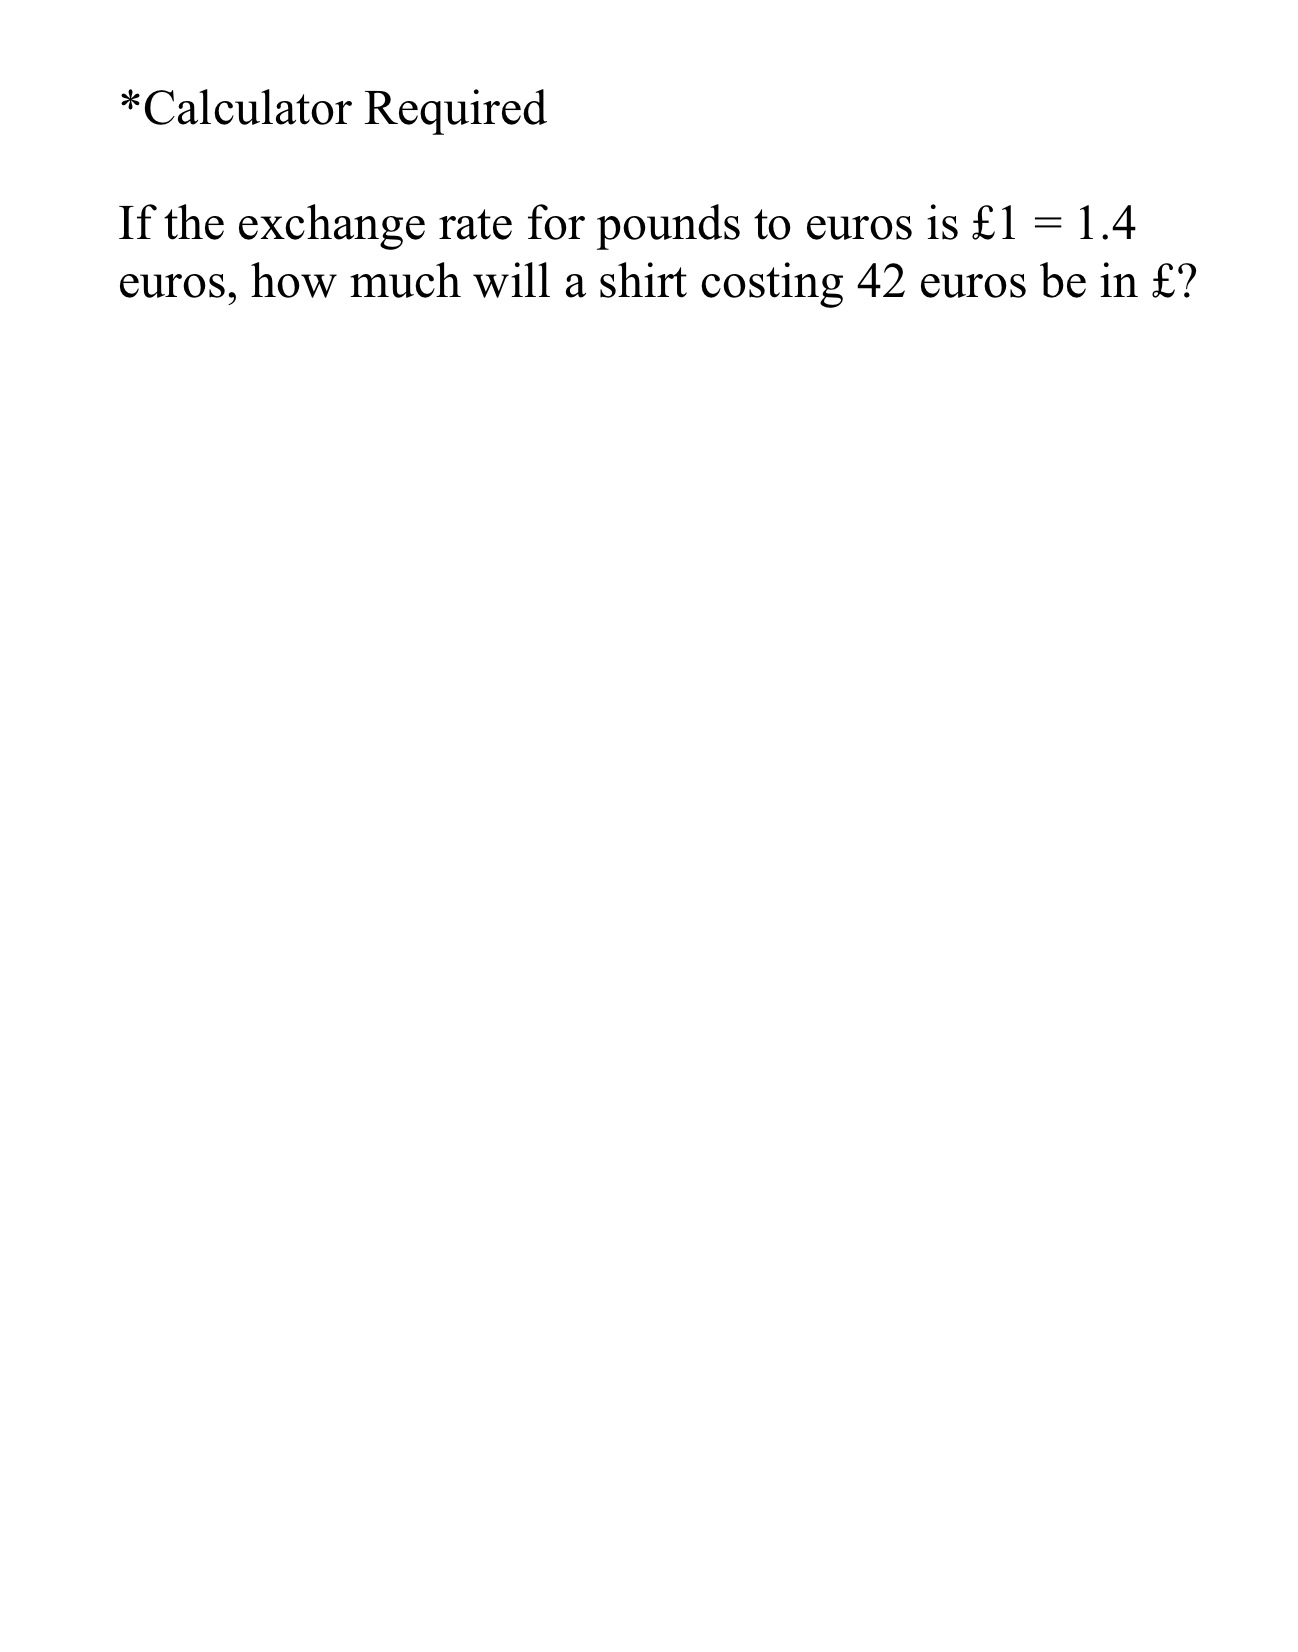 *Calculator Required
If the exchange rate for pounds to euros is £1 = 1.4
euros, how much will a shirt costing 42 euros be in £?